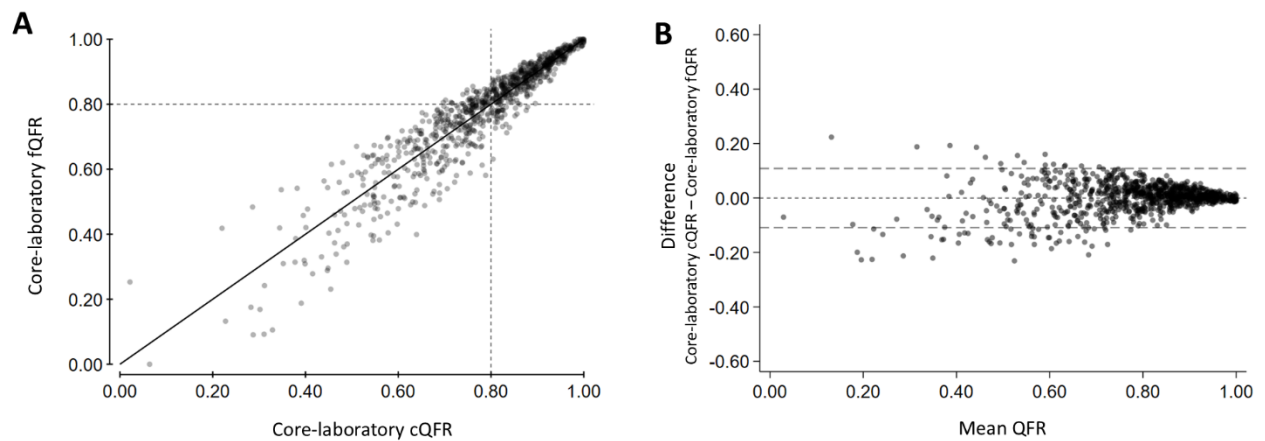 A
Core-laboratory fQFR
1.00
0.80
0.60
0.40
0.20
0.00
0.00 0.20 0.40 0.60 0.80 1.00
Core-laboratory cQFR
B
Difference
Core-laboratory cQFR – Core-laboratory fQFR
0.60
0.40
0.20
0.00
-0.20
-0.40
-0.60
0.00 0.20 0.40 0.60 0.80 1.00
Mean QFR